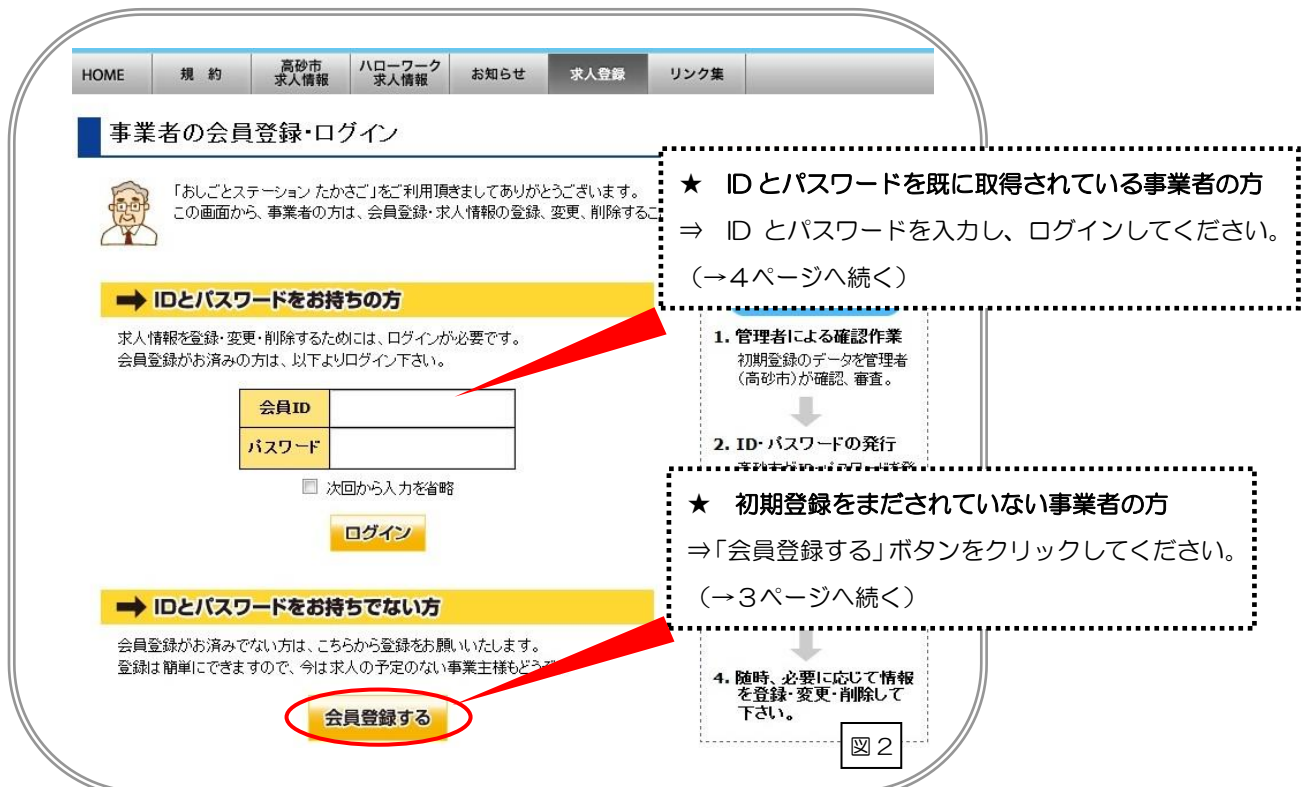 HOME 規 約 高砂市 求人情報 ハローワーク 求人情報 お知らせ 求人登録 リンク集
事業者の会員登録・ログイン
「おしごとステーション たかさご」をご利用頂きましてありがとうございます。
この画面から、事業者の方は、会員登録・求人情報の登録、変更、削除するこ
★ IDとパスワードを既に取得されている事業者の方
⇒ ID とパスワードを入力し、ログインしてください。
(→4ページへ続く)
➡ IDとパスワードをお持ちの方
求人情報を登録・変更・削除するためには、ログインが必要です。
会員登録がお済みの方は、以下よりログイン下さい。
会員ID
パスワード
次回から入力を省略
ログイン
1. 管理者による確認作業
初期登録のデータを管理者
(高砂市)が確認、審査。
2. ID・パスワードの発行
★ 初期登録をまだされていない事業者の方
⇒「会員登録する」ボタンをクリックしてください。
(→3ページへ続く)
➡ IDとパスワードをお持ちでない方
会員登録がお済みでない方は、こちらから登録をお願いいたします。
登録は簡単にできますので、今は求人の予定のない事業主様もどう
会員登録する
4. 随時、必要に応じて情報
を登録・変更・削除して
下さい。
図2